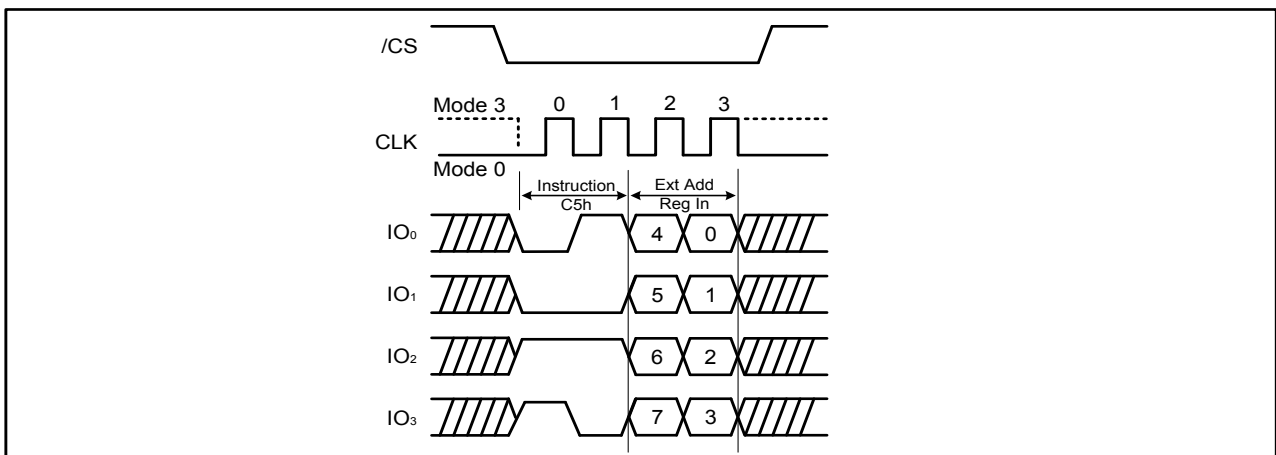 /CS
Mode 3 0 1 2 3
CLK
Mode 0
Instruction Ext Add
C5h Reg In
IO₀ 4 0
IO₁ 5 1
IO₂ 6 2
IO₃ 7 3